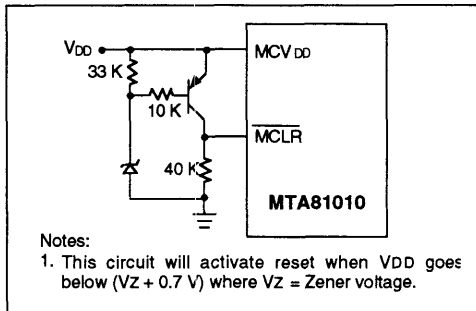 VDD
MCVDD
33 K
10 K
MCLR
40 K
MTA81010
Notes:
1. This circuit will activate reset when VDD goes
below (Vz + 0.7 V) where Vz = Zener voltage.